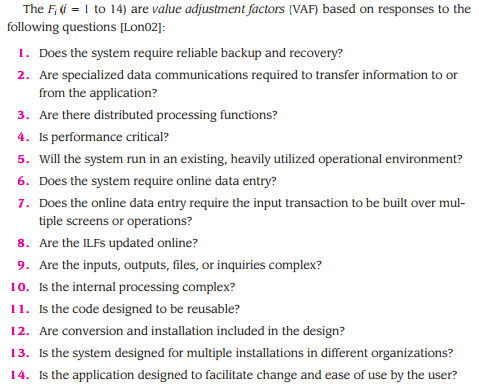 The Fi (i = 1 to 14) are value adjustment factors (VAF) based on responses to the
following questions [Lon02]:
1. Does the system require reliable backup and recovery?
2. Are specialized data communications required to transfer information to or
from the application?
3. Are there distributed processing functions?
4. Is performance critical?
5. Will the system run in an existing, heavily utilized operational environment?
6. Does the system require online data entry?
7. Does the online data entry require the input transaction to be built over mul-
tiple screens or operations?
8. Are the ILFs updated online?
9. Are the inputs, outputs, files, or inquiries complex?
10. Is the internal processing complex?
11. Is the code designed to be reusable?
12. Are conversion and installation included in the design?
13. Is the system designed for multiple installations in different organizations?
14. Is the application designed to facilitate change and ease of use by the user?